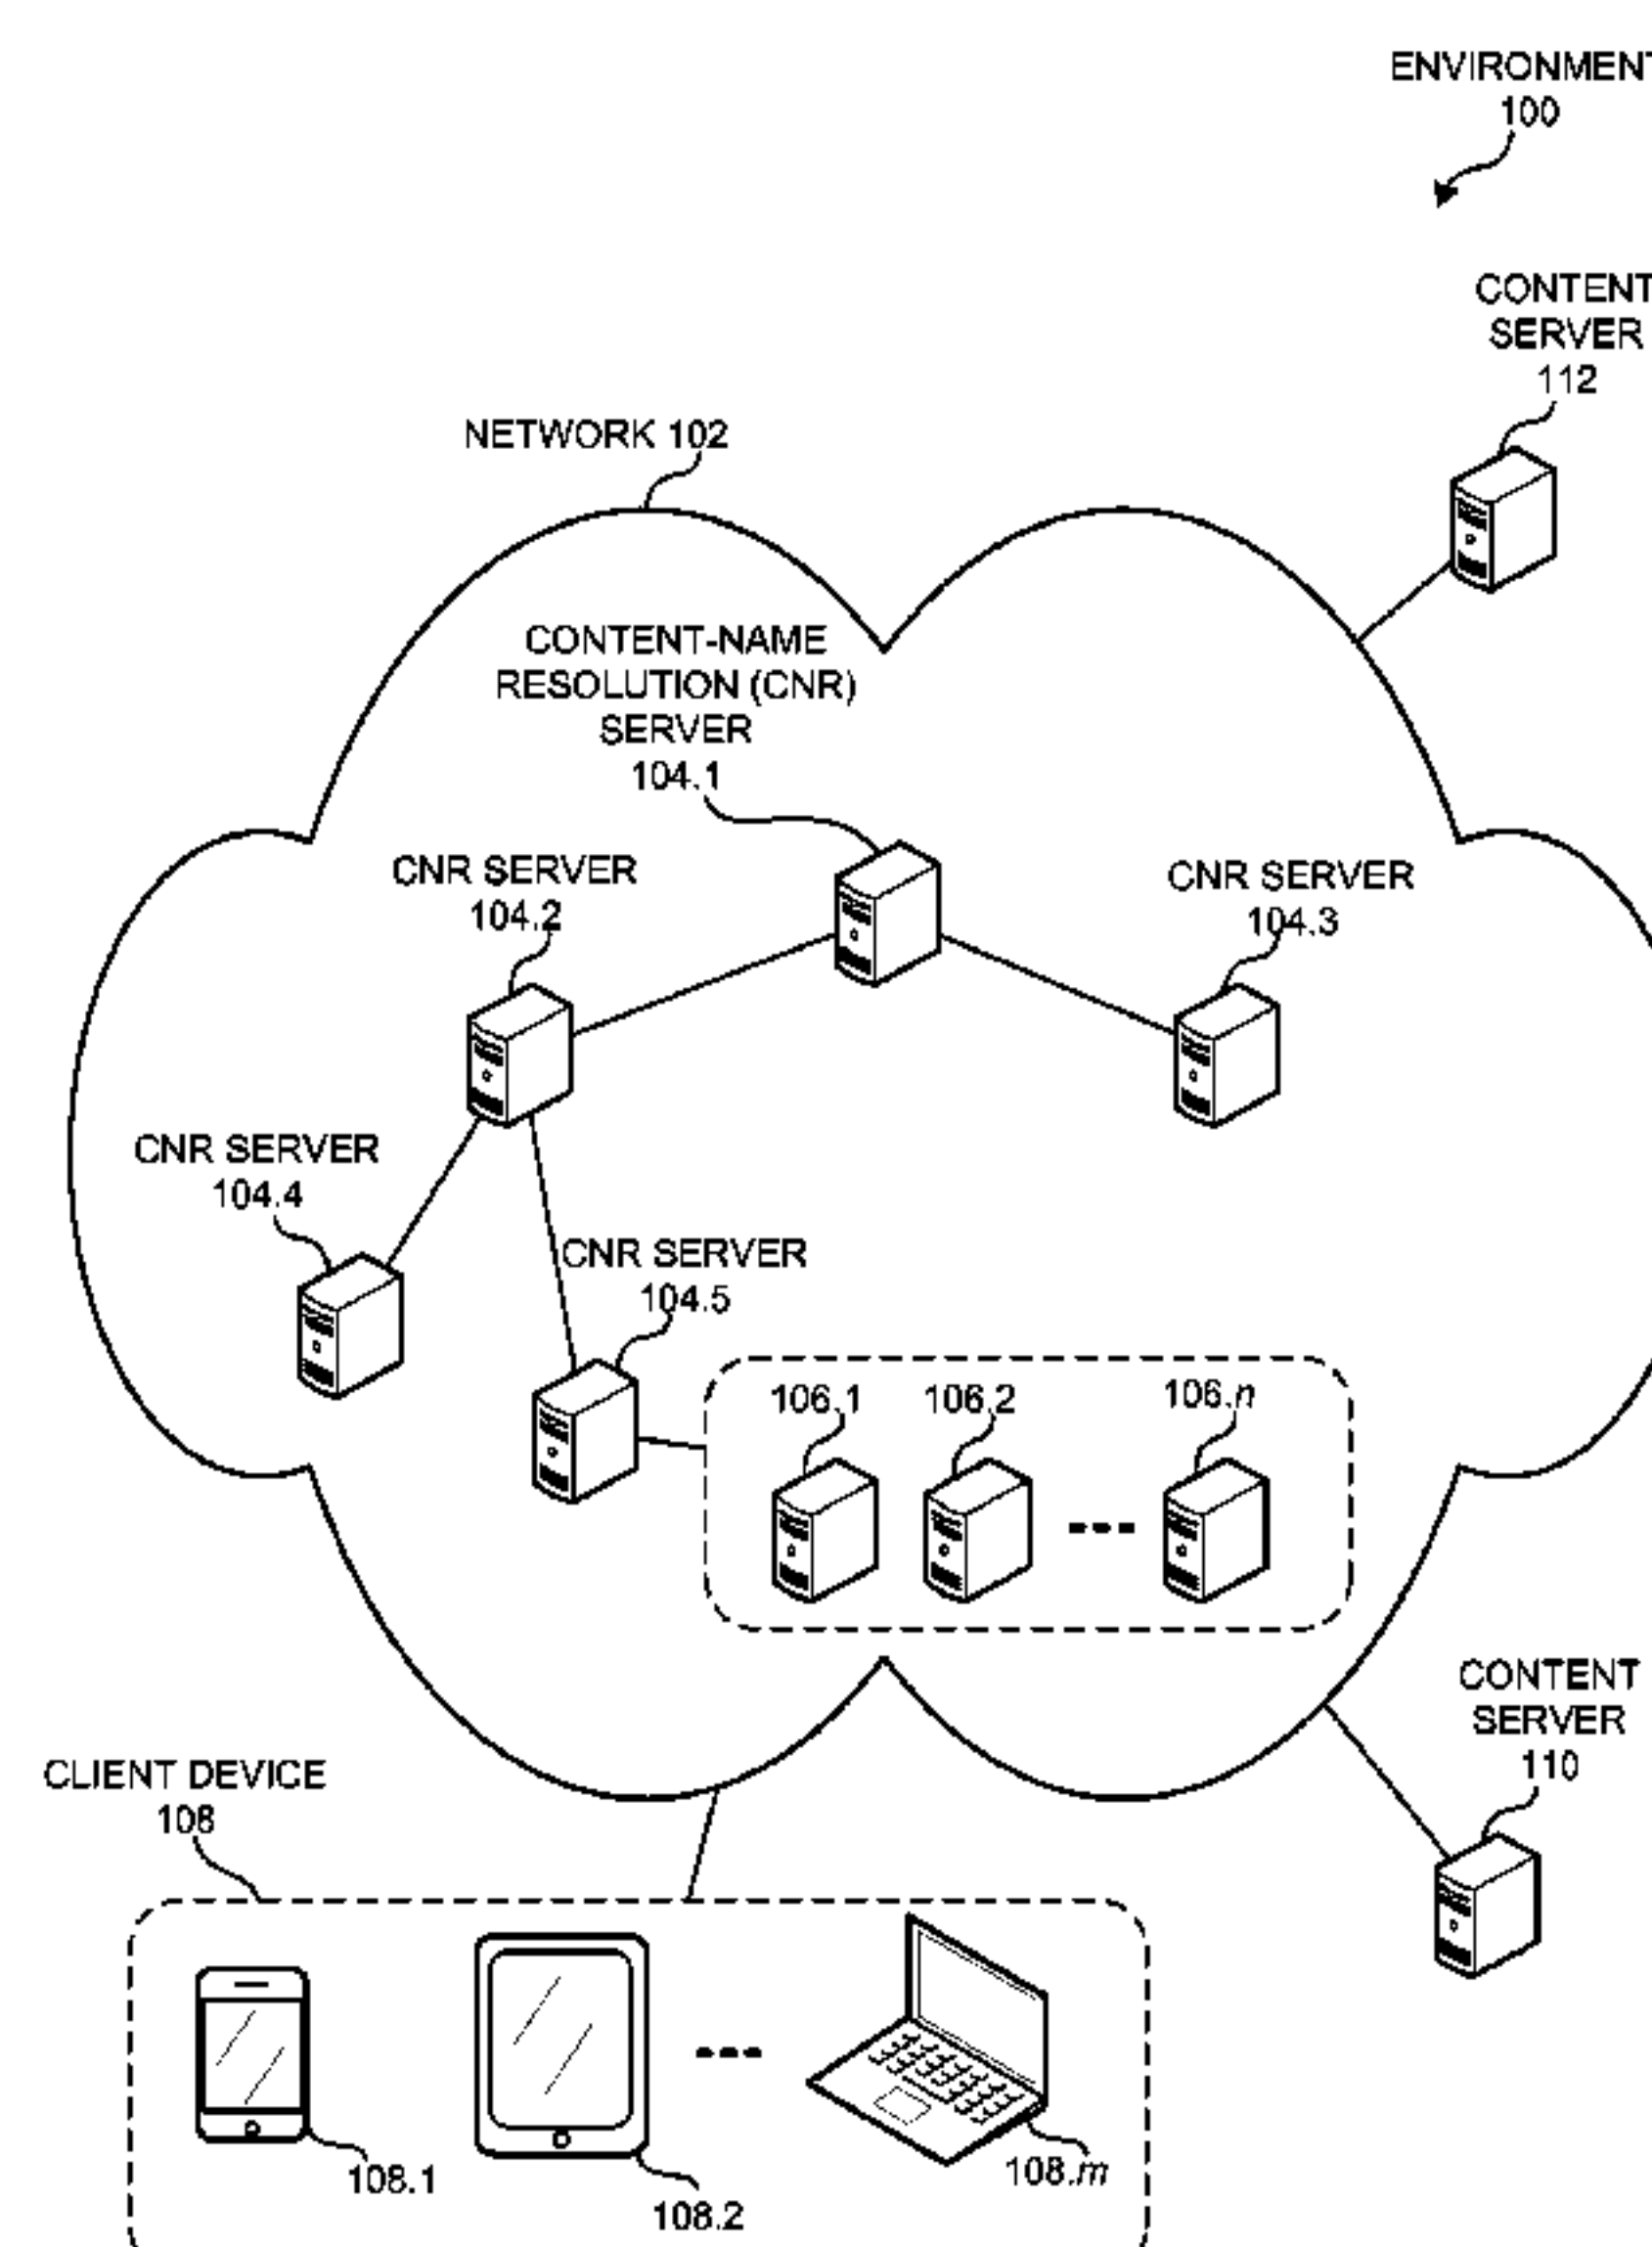 ENVIRONMENT
100
CONTENT
SERVER
112
NETWORK 102
CONTENT-NAME
RESOLUTION (CNR)
SERVER
104.1
CNR SERVER
104.2
CNR SERVER
104.3
CNR SERVER
104.4
CNR SERVER
104.5
106.1
106.2
106.n
CONTENT
SERVER
110
CLIENT DEVICE
108
108.1
108.2
108.m